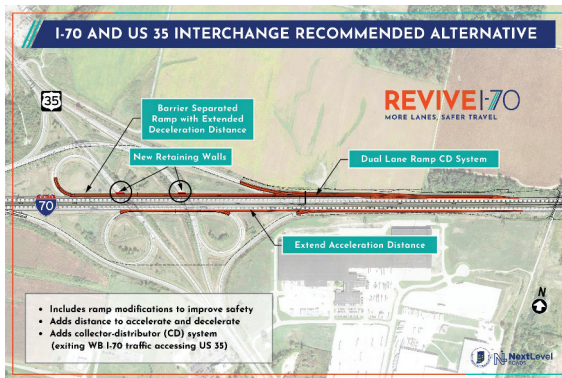 I-70 AND US 35 INTERCHANGE RECOMMENDED ALTERNATIVE
35
Barrier Separated
Ramp with Extended
Deceleration Distance
REVIVE I-70
MORE LANES, SAFER TRAVEL
New Retaining Walls
Dual Lane Ramp CD System
70
Extend Acceleration Distance
• Includes ramp modifications to improve safety
• Adds distance to accelerate and decelerate
• Adds collector-distributor (CD) system
(exiting WB I-70 traffic accessing US 35)
N
NextLevel
ROADS